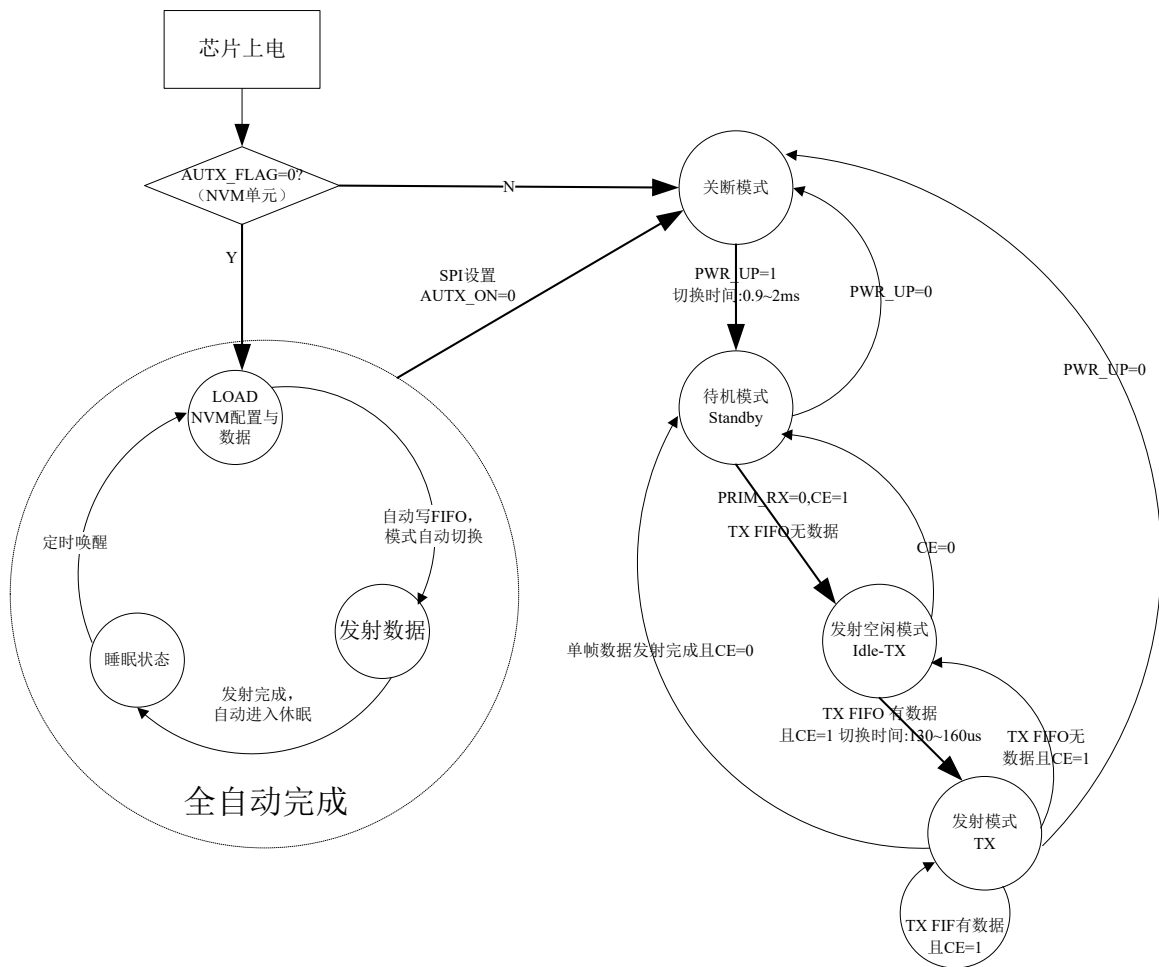 芯片上电
AUTX_FLAG=0?
（NVM单元）
N
Y
关断模式
SPI设置
AUTX_ON=0
PWR_UP=1
切换时间:0.9~2ms
PWR_UP=0
PWR_UP=0
LOAD
NVM配置与
数据
待机模式
Standby
自动写FIFO，
模式自动切换
定时唤醒
PRIM_RX=0,CE=1
TX FIFO无数据
CE=0
发射数据
睡眠状态
发射空闲模式
Idle-TX
单帧数据发射完成且CE=0
发射完成，
自动进入休眠
TX FIFO 有数据
且CE=1 切换时间:130~160us
TX FIFO无
数据且CE=1
全自动完成
发射模式
TX
TX FIF有数据
且CE=1